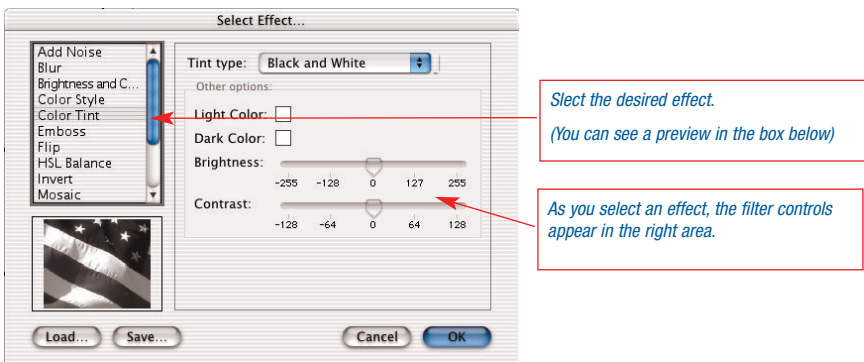 Select Effect...
Add Noise
Blur
Brightness and C...
Color Style
Color Tint
Emboss
Flip
HSL Balance
Invert
Mosaic
Tint type: Black and White
Other options:
Light Color:
Dark Color:
Brightness:
-255 -128 0 127 255
Contrast:
-128 -64 0 64 128
Load... Save... Cancel OK
Slect the desired effect.
(You can see a preview in the box below)
As you select an effect, the filter controls
appear in the right area.